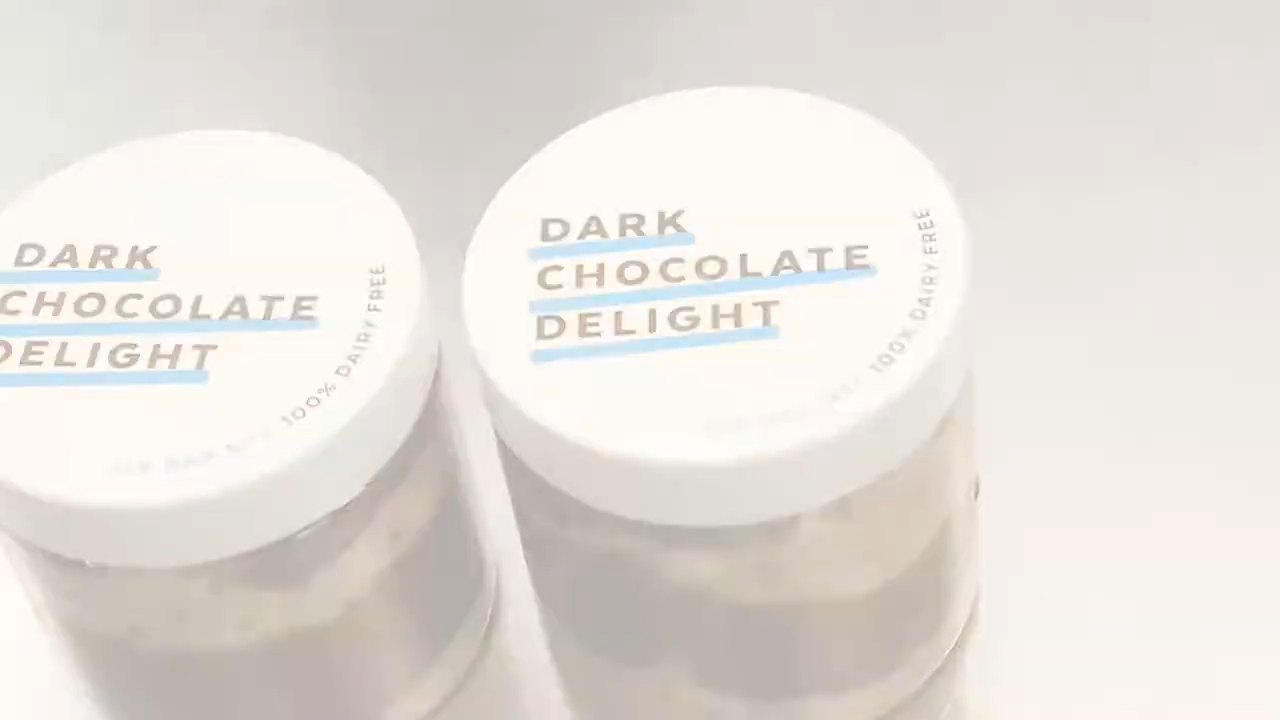 DARK
CHOCOLATE
DELIGHT
100% DAIRY FREE
DARK
CHOCOLATE
DELIGHT
100% DAIRY FREE